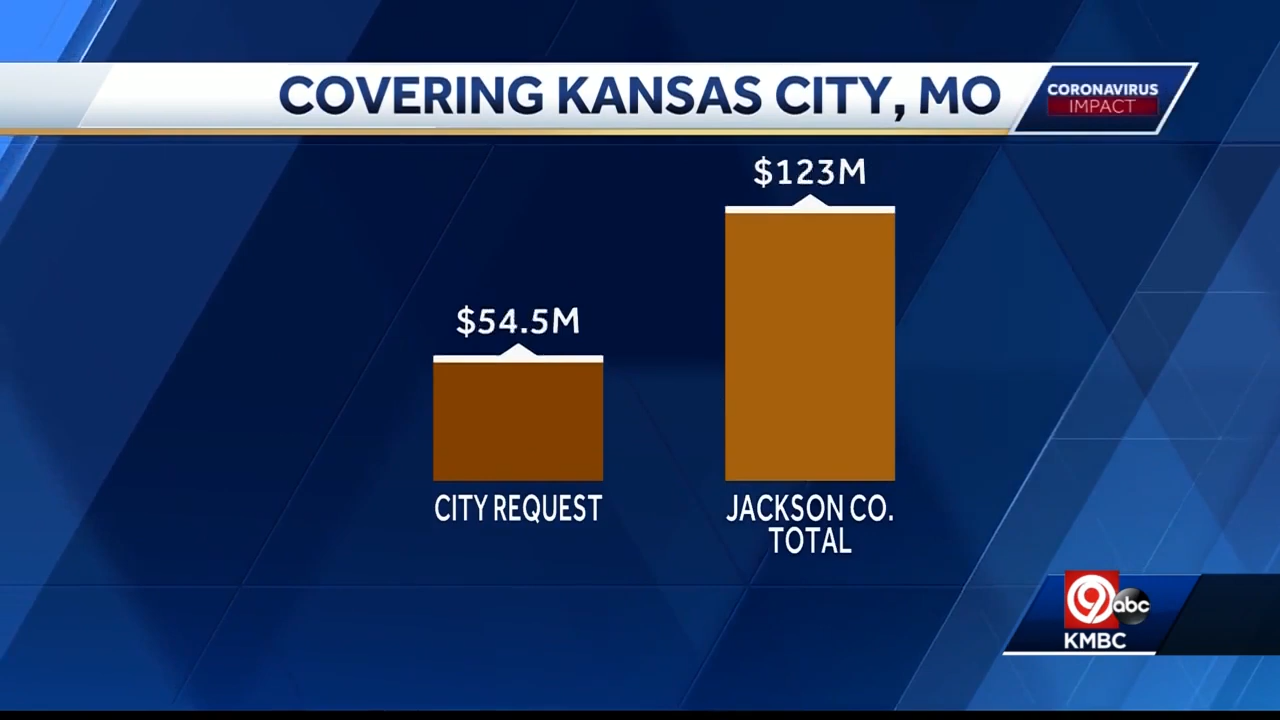 COVERING KANSAS CITY, MO
CORONAVIRUS
IMPACT
$123M
$54.5M
CITY REQUEST
JACKSON CO.
TOTAL
9
abc
KMBC